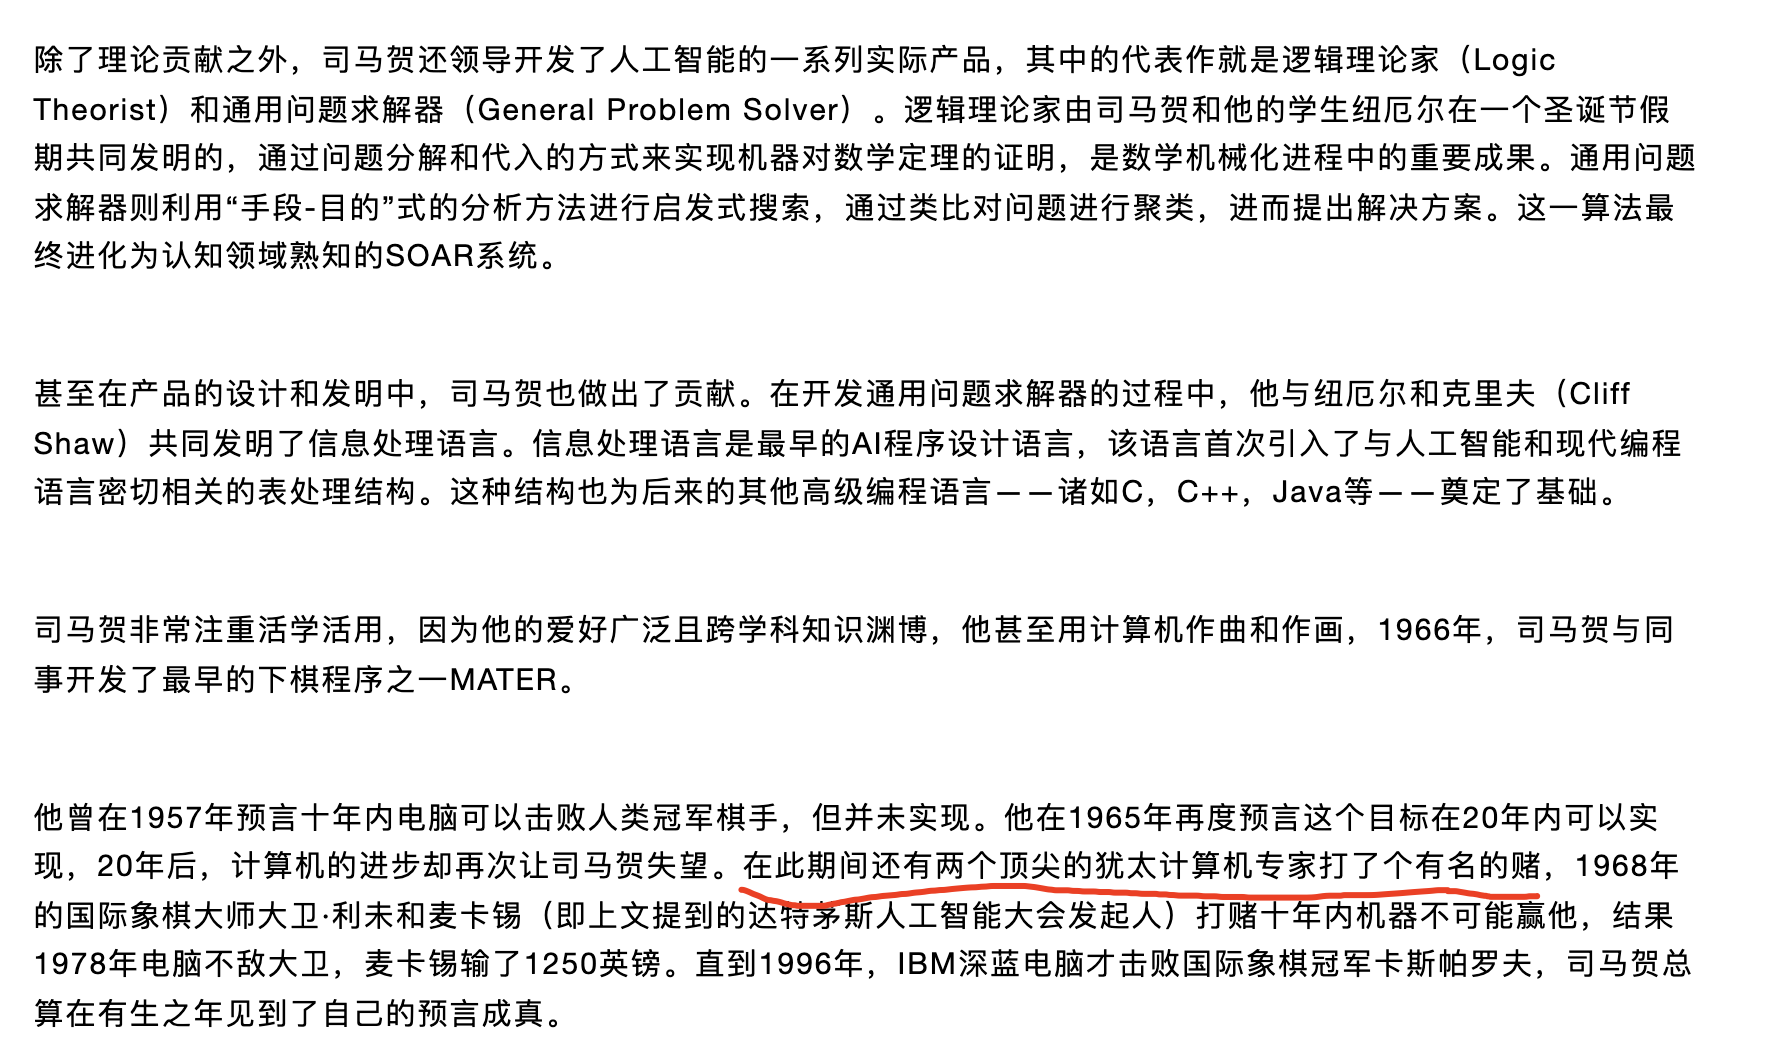 除了理论贡献之外，司马贺还领导开发了人工智能的一系列实际产品，其中的代表作就是逻辑理论家（Logic
Theorist）和通用问题求解器（General Problem Solver）。逻辑理论家由司马贺和他的学生纽厄尔在一个圣诞节假
期共同发明的，通过问题分解和代入的方式来实现机器对数学定理的证明，是数学机械化进程中的重要成果。通用问题
求解器则利用“手段-目的”式的分析方法进行启发式搜索，通过类比对问题进行聚类，进而提出解决方案。这一算法最
终进化为认知领域熟知的SOAR系统。
甚至在产品的设计和发明中，司马贺也做出了贡献。在开发通用问题求解器的过程中，他与纽厄尔和克里夫（Cliff
Shaw）共同发明了信息处理语言。信息处理语言是最早的AI程序设计语言，该语言首次引入了与人工智能和现代编程
语言密切相关的表处理结构。这种结构也为后来的其他高级编程语言——诸如C，C++，Java等——奠定了基础。
司马贺非常注重活学活用，因为他的爱好广泛且跨学科知识渊博，他甚至用计算机作曲和作画，1966年，司马贺与同
事开发了最早的下棋程序之一MATER。
他曾在1957年预言十年内电脑可以击败人类冠军棋手，但并未实现。他在1965年再度预言这个目标在20年内可以实
现，20年后，计算机的进步却再次让司马贺失望。在此期间还有两个顶尖的犹太计算机专家打了个有名的赌，1968年
的国际象棋大师大卫·利未和麦卡锡（即上文提到的达特茅斯人工智能大会发起人）打赌十年内机器不可能赢他，结果
1978年电脑不敌大卫，麦卡锡输了1250英镑。直到1996年，IBM深蓝电脑才击败国际象棋冠军卡斯帕罗夫，司马贺总
算在有生之年见到了自己的预言成真。